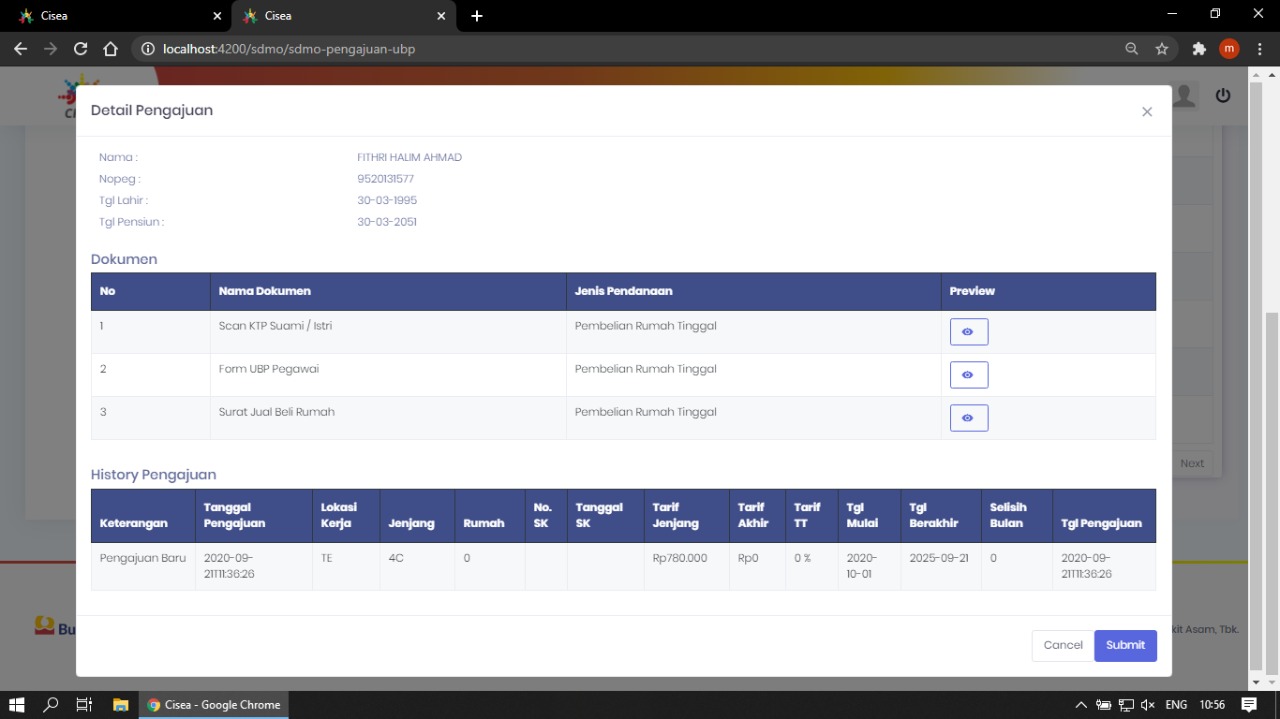 Cisea
Cisea
localhost:4200/sdmo/sdmo-pengajuan-ubp
m
Detail Pengajuan
Nama : FITHRI HALIM AHMAD
Nopeg : 9520131577
Tgl Lahir : 30-03-1995
Tgl Pensiun : 30-03-2051
Dokumen
No Nama Dokumen Jenis Pendanaan Preview
1 Scan KTP Suami / Istri Pembelian Rumah Tinggal
2 Form UBP Pegawai Pembelian Rumah Tinggal
3 Surat Jual Beli Rumah Pembelian Rumah Tinggal
Next
History Pengajuan
Keterangan Tanggal Pengajuan Lokasi Kerja Jenjang Rumah No. SK Tanggal SK Tarif Jenjang Tarif Akhir Tarif TT Tgl Mulai Tgl Berakhir Selisih Bulan Tgl Pengajuan
Pengajuan Baru 2020-09-21T11:36:26 TE 4C 0 Rp780.000 Rp0 0 % 2020-10-01 2025-09-21 0 2020-09-21T11:36:26
Bu
kit Asam, Tbk.
Cancel Submit
Cisea - Google Chrome
ENG 10:56